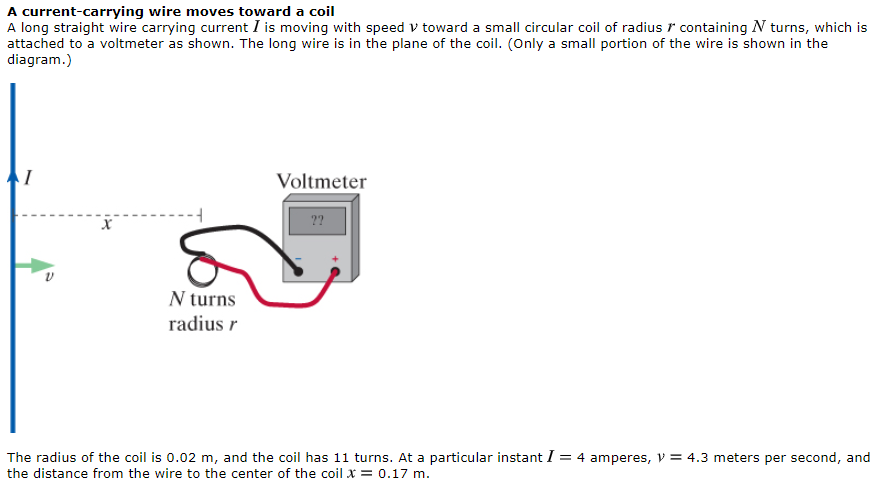 A current-carrying wire moves toward a coil
A long straight wire carrying current I is moving with speed v toward a small circular coil of radius r containing N turns, which is
attached to a voltmeter as shown. The long wire is in the plane of the coil. (Only a small portion of the wire is shown in the
diagram.)
I
Voltmeter
??
x
- +
v
N turns
radius r
The radius of the coil is 0.02 m, and the coil has 11 turns. At a particular instant I = 4 amperes, v = 4.3 meters per second, and
the distance from the wire to the center of the coil x = 0.17 m.